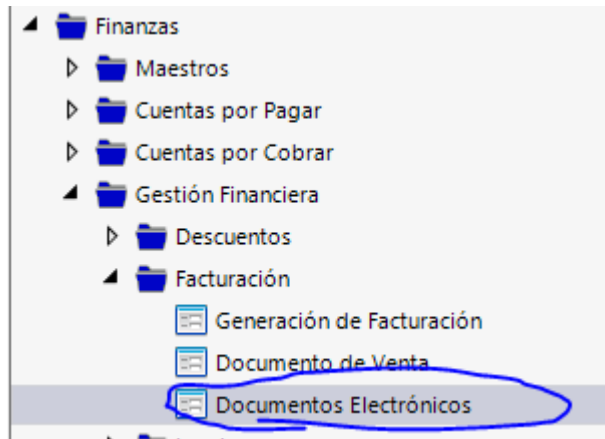 Finanzas
Maestros
Cuentas por Pagar
Cuentas por Cobrar
Gestión Financiera
Descuentos
Facturación
Generación de Facturación
Documento de Venta
Documentos Electrónicos